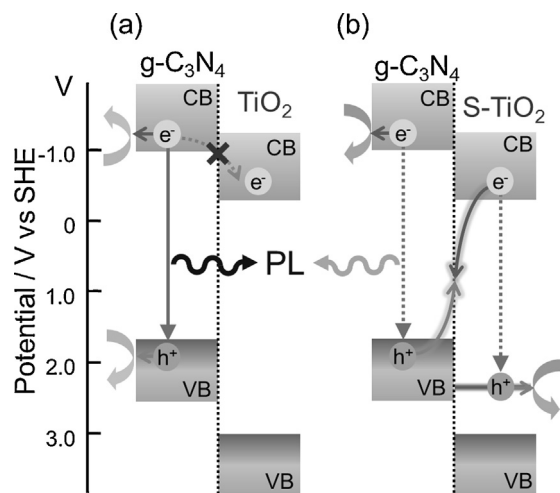 (a)
(b)
g-C₃N₄
TiO₂
g-C₃N₄
S-TiO₂
V
CB
CB
CB
CB
e⁻
e⁻
e⁻
e⁻
-1.0
0
1.0
2.0
3.0
Potential / V vs SHE
PL
h⁺
VB
VB
h⁺
VB
h⁺
VB